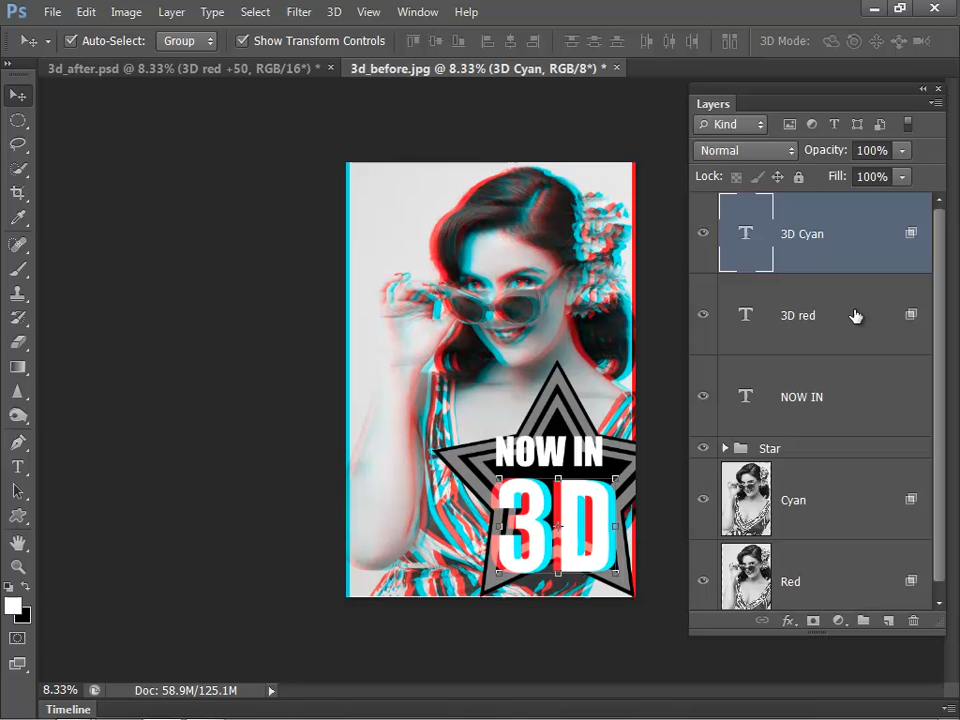 Ps File Edit Image Layer Type Select Filter 3D View Window Help
Auto-Select: Group Show Transform Controls 3D Mode:
3d_after.psd @ 8.33% (3D red +50, RGB/16*) * × 3d_before.jpg @ 8.33% (3D Cyan, RGB/8*) * ×
Layers
Kind
Normal Opacity: 100%
Lock: Fill: 100%
T 3D Cyan
T 3D red
T NOW IN
Star
Cyan
Red
NOW IN
3D
fx
8.33% Doc: 58.9M/125.1M
Timeline